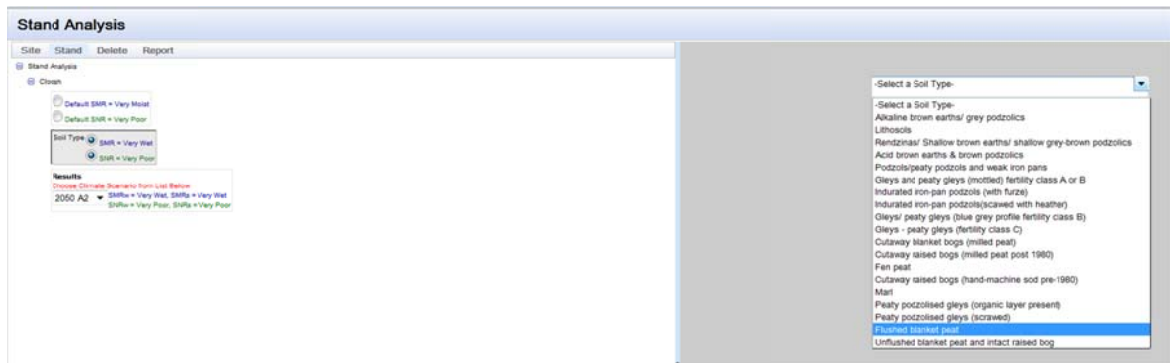 Stand Analysis
Site Stand Delete Report
Stand Analysis
Closh
Default SMR = Very Moist
Default SNR = Very Poor
Soil Type SMR = Very Wet
SNR = Very Poor
Results
Choose Climate Scenario from List Below
2050 A2 SMRw = Very Wet, SMRs = Very Wet
SNRw = Very Poor, SNRs = Very Poor
-Select a Soil Type-
-Select a Soil Type-
Alkaline brown earths/ grey podzolics
Lithosols
Rendzinas/ Shallow brown earths/ shallow grey-brown podzolics
Acid brown earths & brown podzolics
Podzols/peaty podzols and weak iron pans
Gleys and peaty gleys (mottled) fertility class A or B
Indurated iron-pan podzols (with furze)
Indurated iron-pan podzols(scawed with heather)
Gleys/ peaty gleys (blue grey profile fertility class B)
Gleys - peaty gleys (fertility class C)
Cutaway blanket bogs (milled peat)
Cutaway raised bogs (milled peat post 1980)
Fen peat
Cutaway raised bogs (hand-machine sod pre-1980)
Marl
Peaty podzolised gleys (organic layer present)
Peaty podzolised gleys (scrawed)
Flushed blanket peat
Unflushed blanket peat and intact raised bog